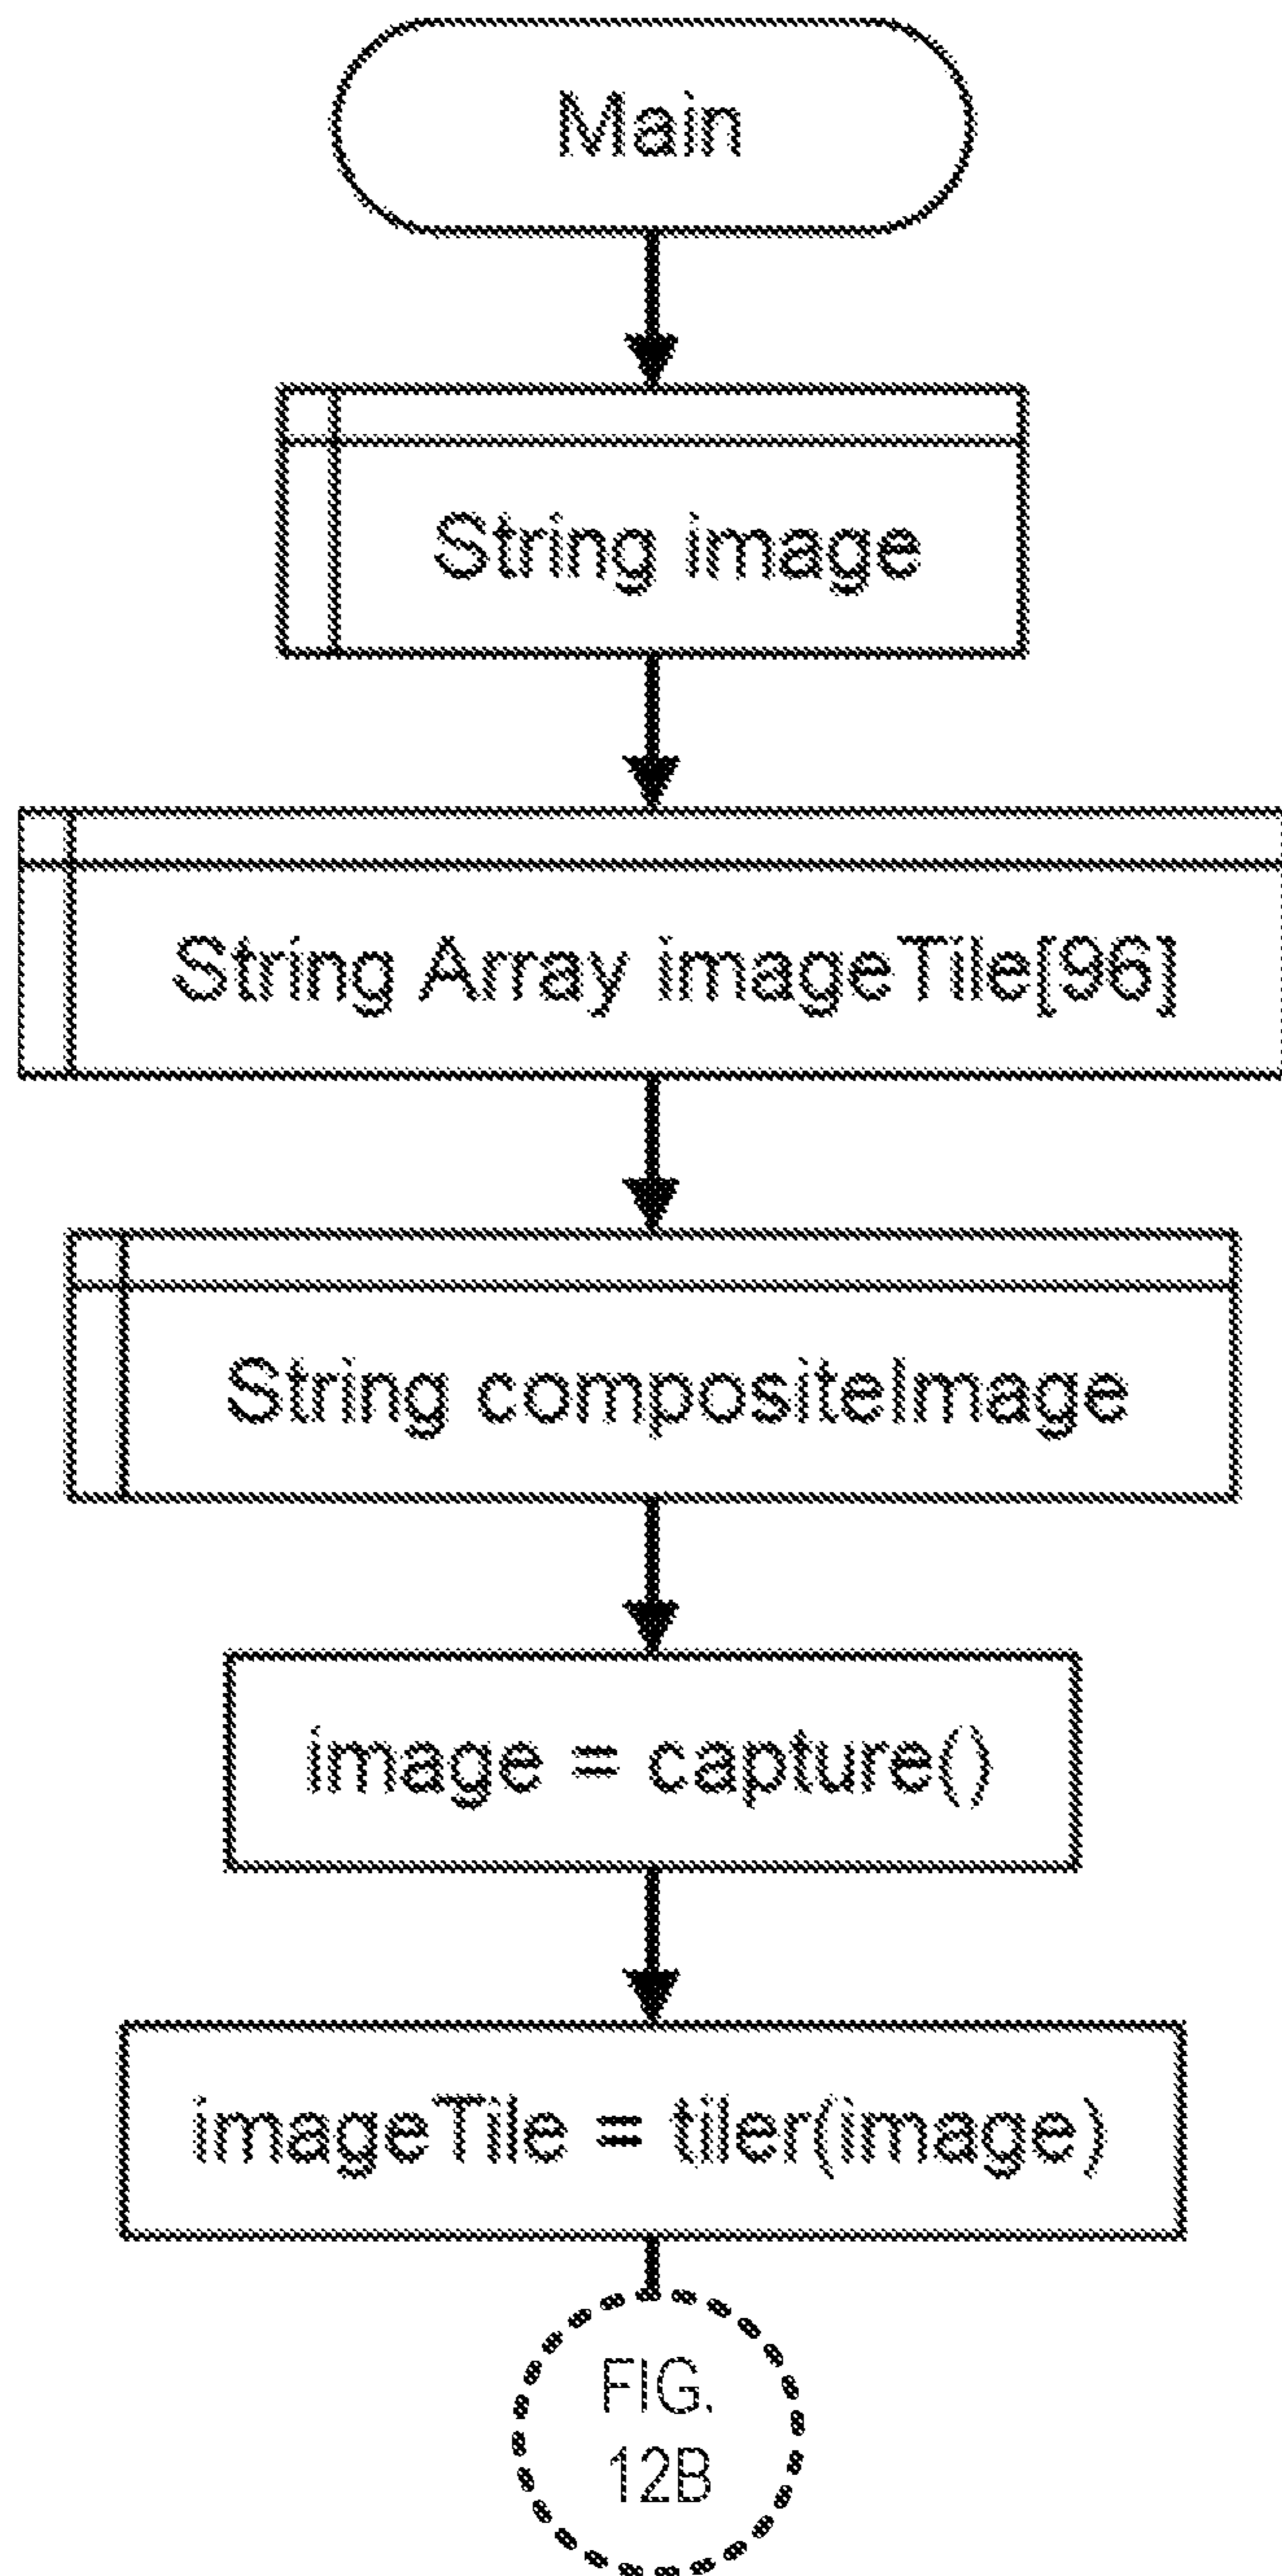 Main
String image
String Array imageTile[96]
String compositeImage
image = capture()
imageTile = tiler(image)
FIG.
12B